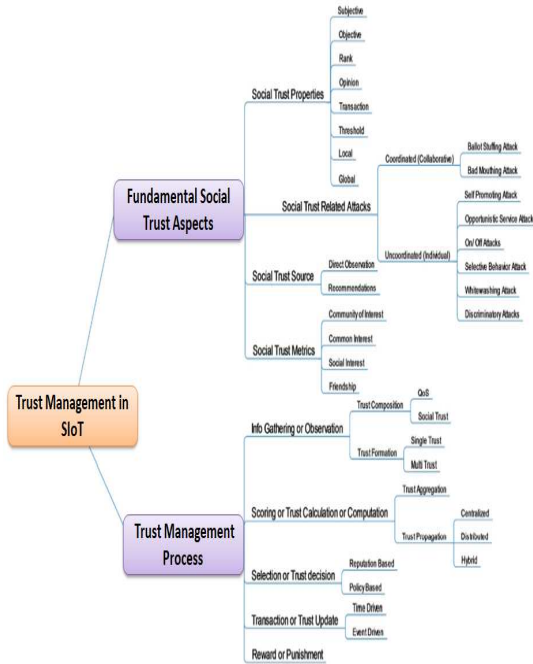 Subjective
Objective
Rank
Opinion
Social Trust Properties
Transaction
Threshold
Local
Global
Ballot Stuffing Attack
Coordinated (Collaborative)
Bad Mouthing Attack
Fundamental Social
Trust Aspects
Social Trust Related Attacks
Self Promoting Attack
Opportunistic Service Attack
On/ Off Attacks
Uncoordinated (Individual)
Selective Behavior Attack
Whitewashing Attack
Discriminatory Attacks
Direct Observation
Social Trust Source
Recommendations
Community of Interest
Common Interest
Social Trust Metrics
Social Interest
Friendship
Trust Management in
SIoT
QoS
Trust Composition
Social Trust
Info Gathering or Observation
Single Trust
Trust Formation
Multi Trust
Trust Management
Process
Trust Aggregation
Scoring or Trust Calculation or Computation
Centralized
Trust Propagation
Distributed
Hybrid
Reputation Based
Selection or Trust decision
Policy Based
Time Driven
Transaction or Trust Update
Event Driven
Reward or Punishment